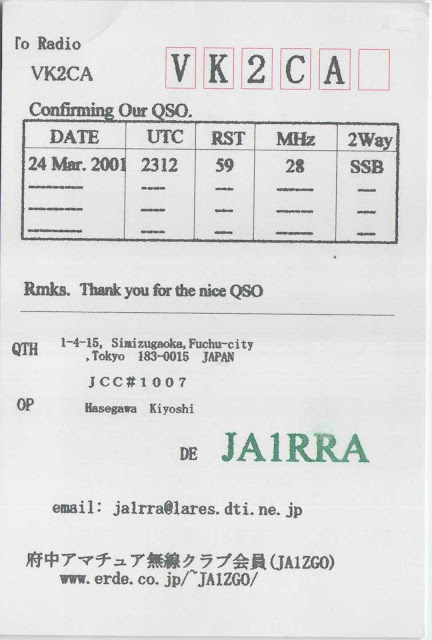 To Radio
VK2CA
VK2CA
Confirming Our QSO.
DATE UTC RST MHz 2Way
24 Mar. 2001 2312 59 28 SSB
Rmks. Thank you for the nice QSO
QTH 1-4-15, Simizugaoka,Fuchu-city
,Tokyo 183-0015 JAPAN
JCC#1007
OP Hasegawa Kiyoshi
DE JA1RRA
email: ja1rra@lares.dti.ne.jp
府中アマチュア無線クラブ会員(JA1ZGO)
www.erde.co.jp/~JA1ZGO/